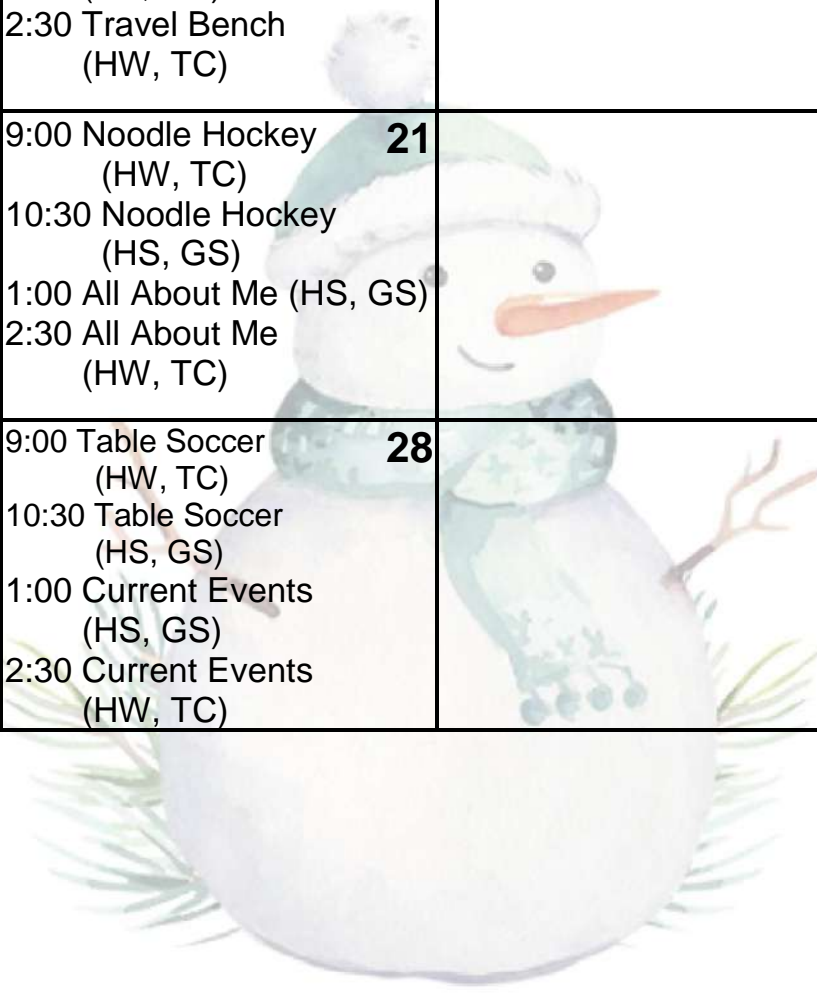 2:30 Travel Bench
(HW, TC)
9:00 Noodle Hockey 21
(HW, TC)
10:30 Noodle Hockey
(HS, GS)
1:00 All About Me (HS, GS)
2:30 All About Me
(HW, TC)
9:00 Table Soccer 28
(HW, TC)
10:30 Table Soccer
(HS, GS)
1:00 Current Events
(HS, GS)
2:30 Current Events
(HW, TC)